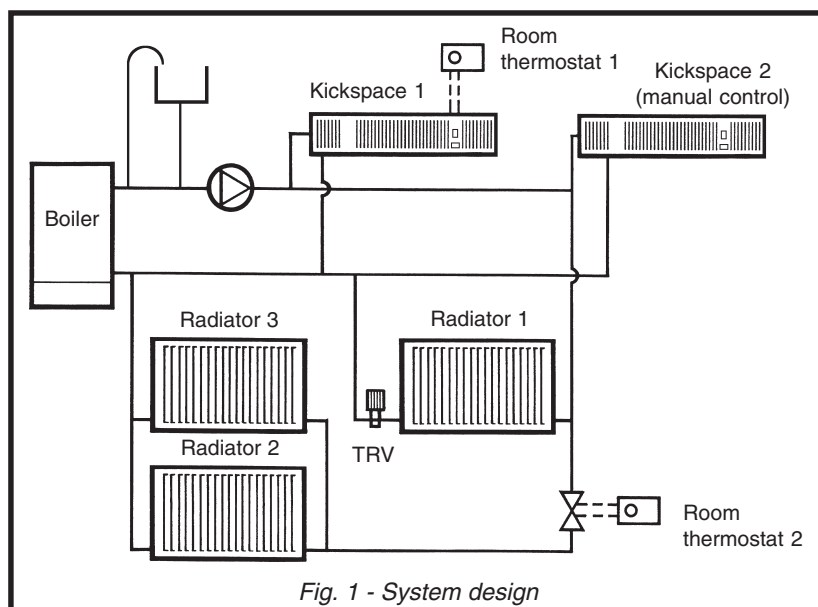 Room
thermostat 1
Kickspace 1
Kickspace 2
(manual control)
Boiler
Radiator 3
Radiator 1
TRV
Radiator 2
Room
thermostat 2
Fig. 1 - System design